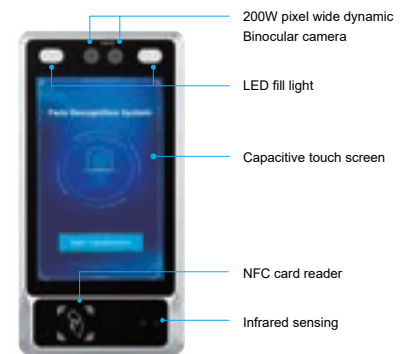 200W pixel wide dynamic
Binocular camera
LED fill light
Capacitive touch screen
Face Recognition System
NFC card reader
Infrared sensing